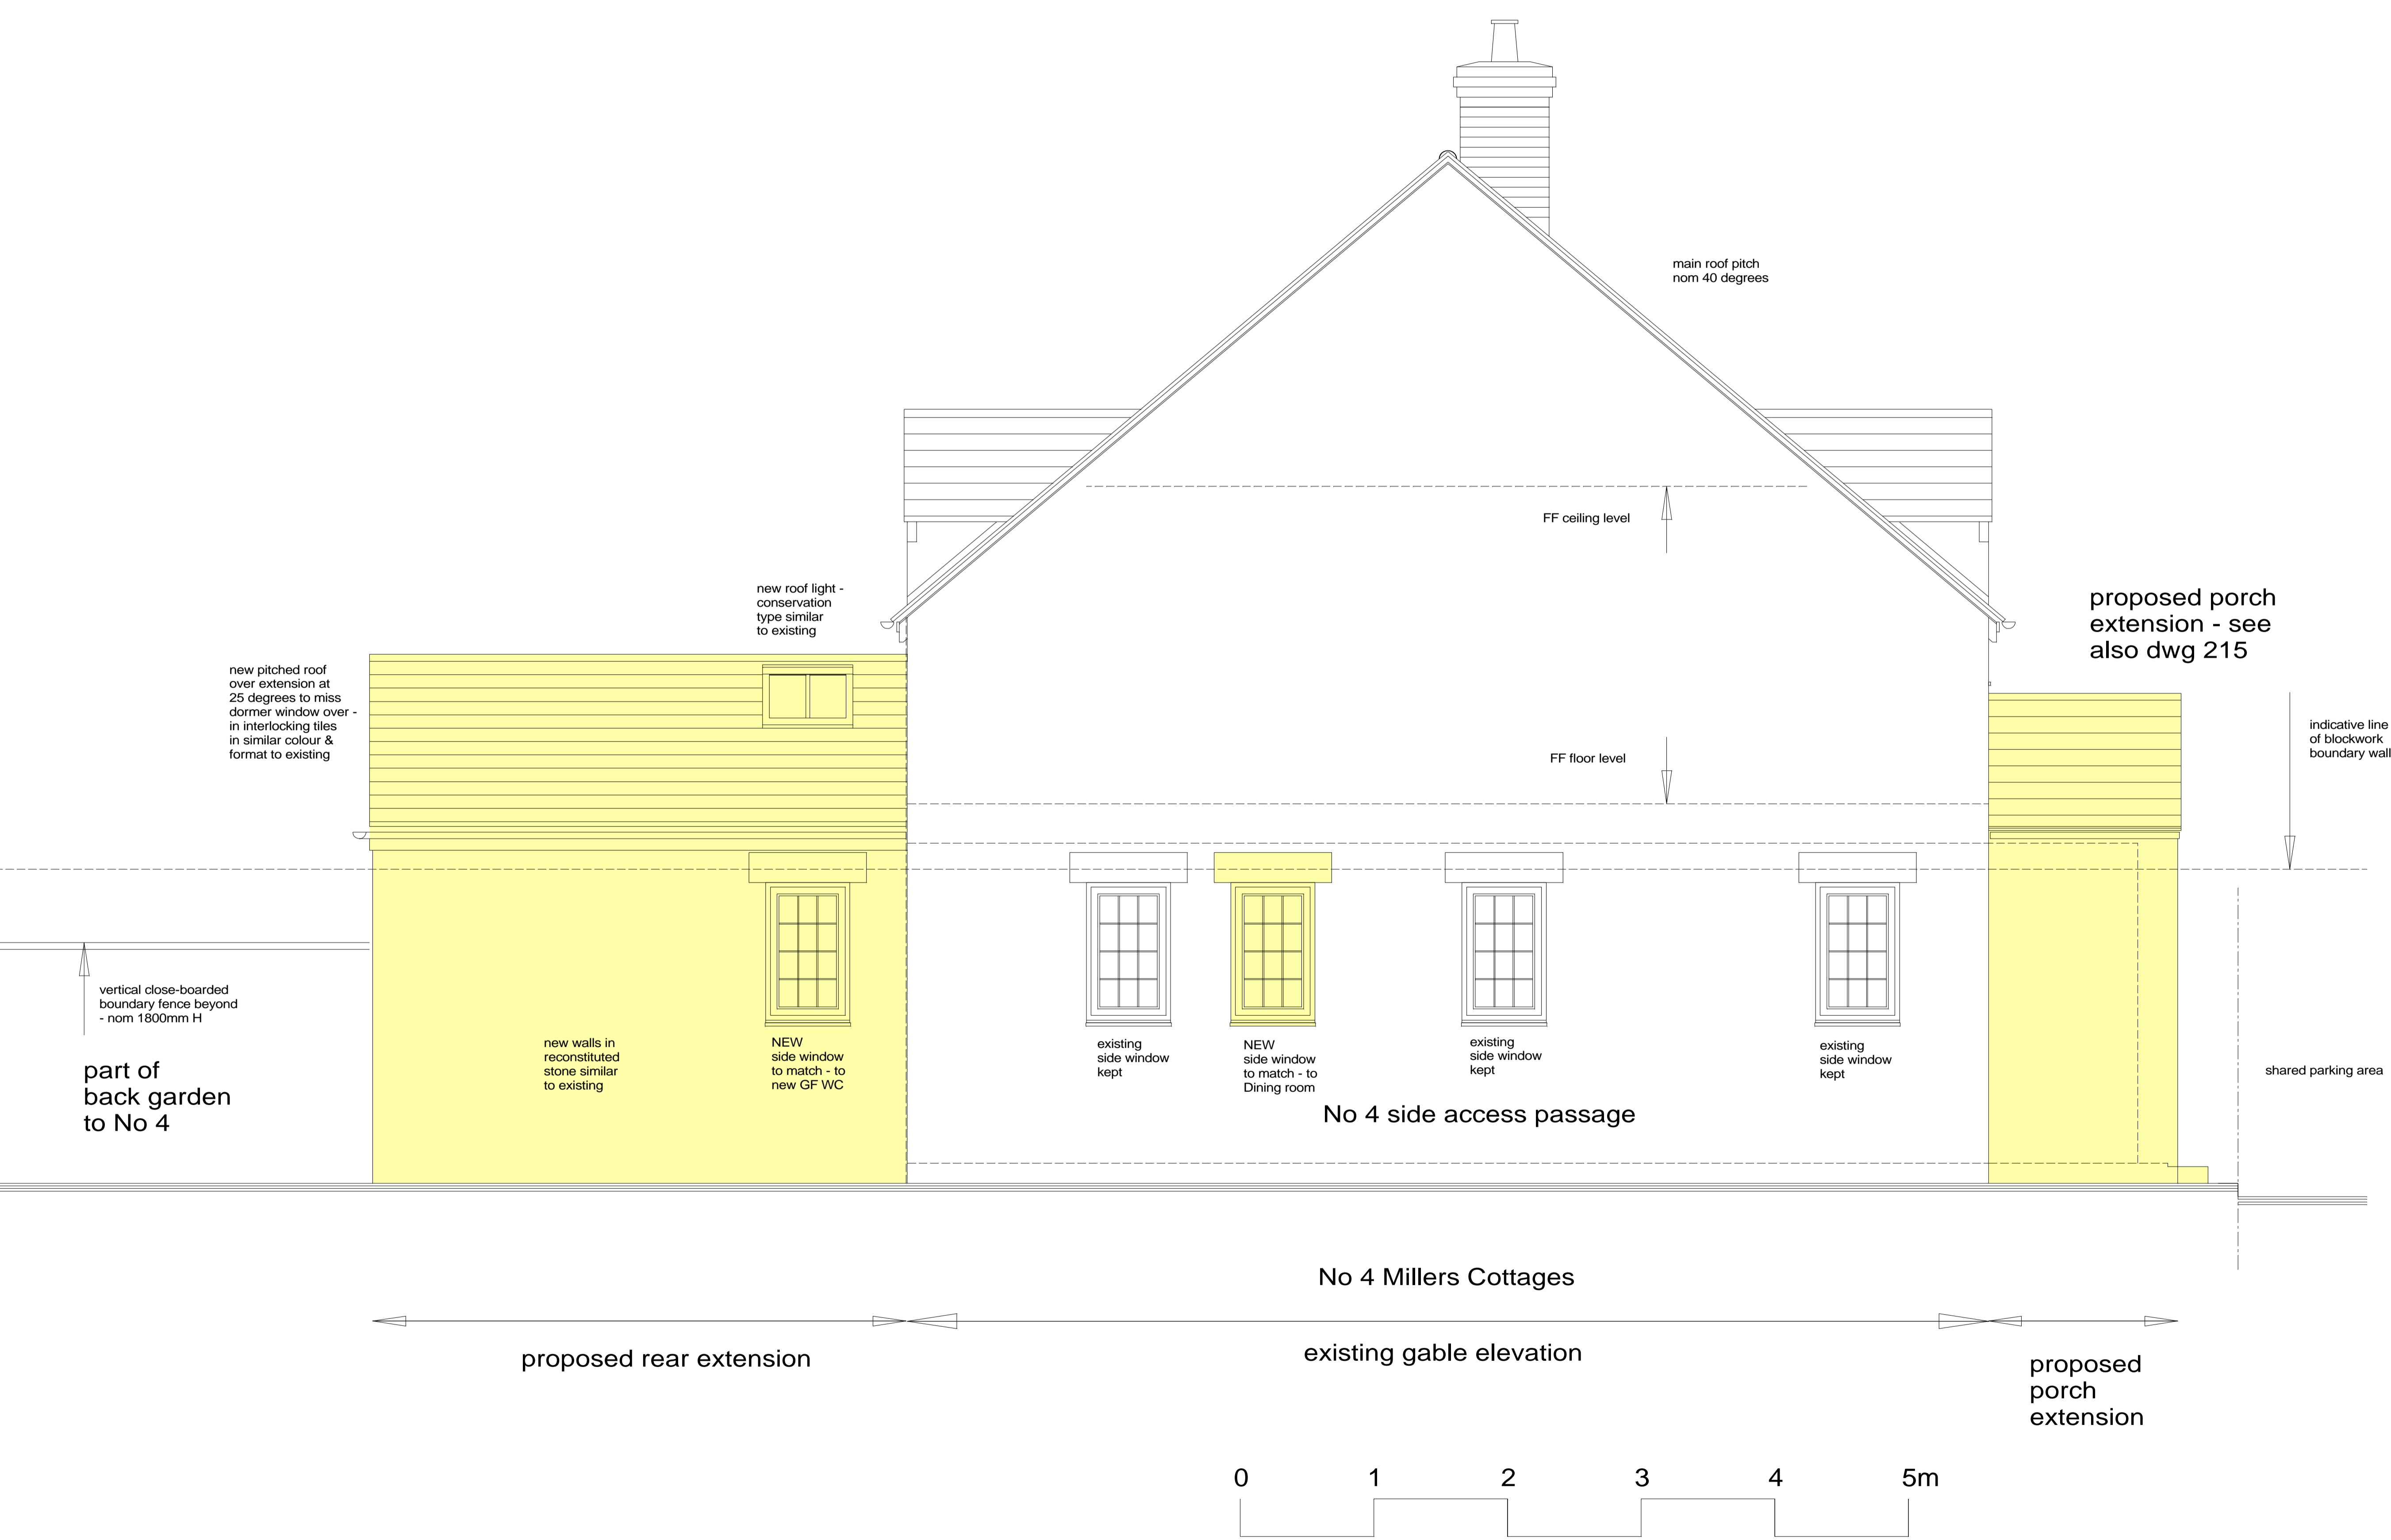 main roof pitch
nom 40 degrees
FF ceiling level
new roof light -
conservation
type similar
to existing
proposed porch
extension - see
also dwg 215
new pitched roof
over extension at
25 degrees to miss
dormer window over -
in interlocking tiles
in similar colour &
format to existing
indicative line
of blockwork
boundary wall
FF floor level
vertical close-boarded
boundary fence beyond
- nom 1800mm H
part of
back garden
to No 4
new walls in
reconstituted
stone similar
to existing
NEW
side window
to match - to
new GF WC
existing
side window
kept
NEW
side window
to match - to
Dining room
existing
side window
kept
existing
side window
kept
shared parking area
No 4 side access passage
No 4 Millers Cottages
proposed rear extension
existing gable elevation
proposed
porch
extension
0 1 2 3 4 5m